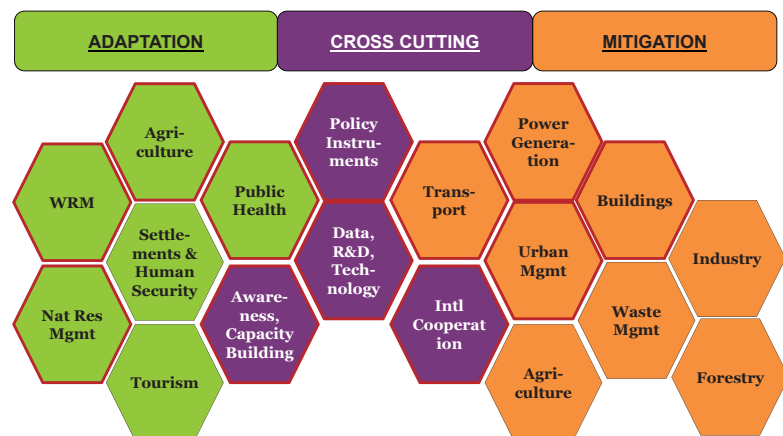 ADAPTATION
CROSS CUTTING
MITIGATION
Agri-
culture
WRM
Public
Health
Settle-
ments &
Human
Security
Nat Res
Mgmt
Tourism
Policy
Instru-
ments
Data,
R&D,
Tech-
nology
Aware-
ness,
Capacity
Building
Intl
Cooperat
ion
Trans-
port
Power
Genera-
tion
Buildings
Urban
Mgmt
Industry
Waste
Mgmt
Agri-
culture
Forestry